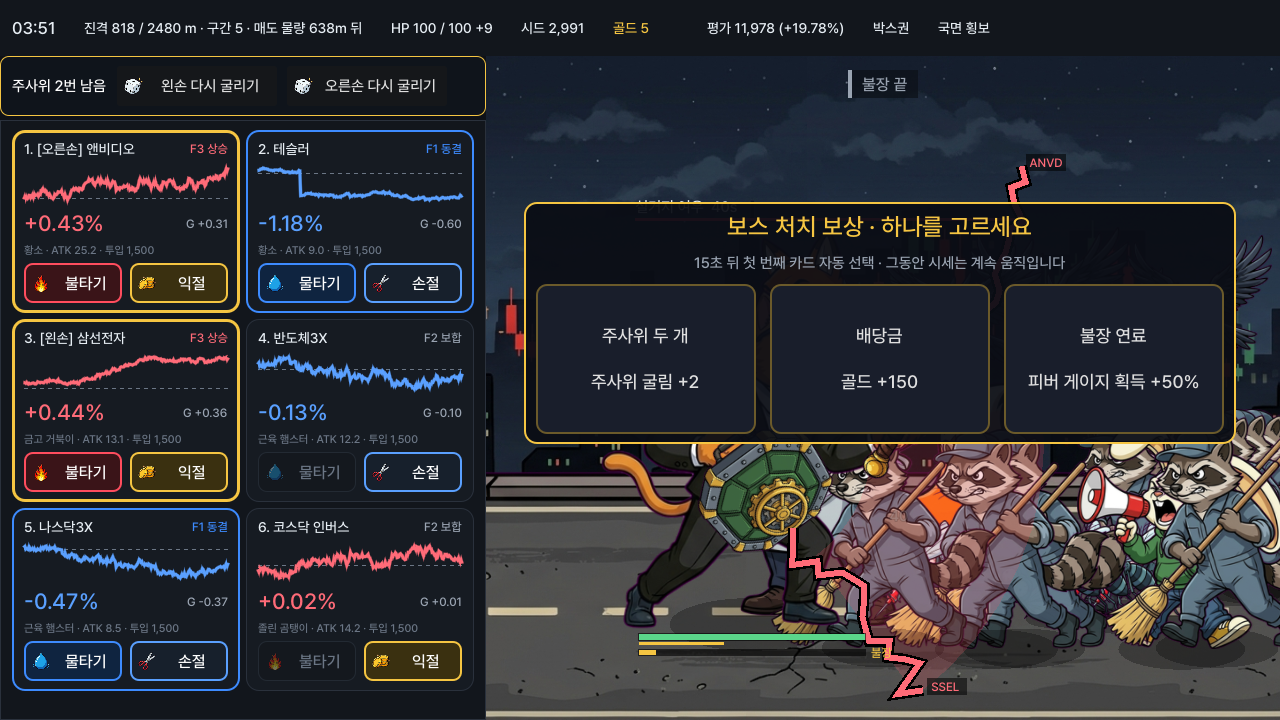 03:51 진격 818 / 2480 m · 구간 5 · 매도 물량 638m 뒤 HP 100 / 100 +9 시드 2,991 골드 5 평가 11,978 (+19.78%) 박스권 국면 횡보
주사위 2번 남음 왼손 다시 굴리기 오른손 다시 굴리기
1. [오른손] 앤비디오 F3 상승
+0.43% G +0.31
황소 · ATK 25.2 · 투입 1,500
불타기 익절
2. 테슬러 F1 동결
-1.18% G -0.60
황소 · ATK 9.0 · 투입 1,500
물타기 손절
3. [왼손] 삼선전자 F3 상승
+0.44% G +0.36
금고 거북이 · ATK 13.1 · 투입 1,500
불타기 익절
4. 반도체3X F2 보합
-0.13% G -0.10
근육 햄스터 · ATK 12.2 · 투입 1,500
물타기 손절
5. 나스닥3X F1 동결
-0.47% G -0.37
근육 햄스터 · ATK 8.5 · 투입 1,500
물타기 손절
6. 코스닥 인버스 F2 보합
+0.02% G +0.01
졸린 곰탱이 · ATK 14.2 · 투입 1,500
불타기 익절
불장 끝
ANVD
보스 처치 보상 · 하나를 고르세요
15초 뒤 첫 번째 카드 자동 선택 · 그동안 시세는 계속 움직입니다
주사위 두 개
주사위 굴림 +2
배당금
골드 +150
불장 연료
피버 게이지 획득 +50%
SSEL